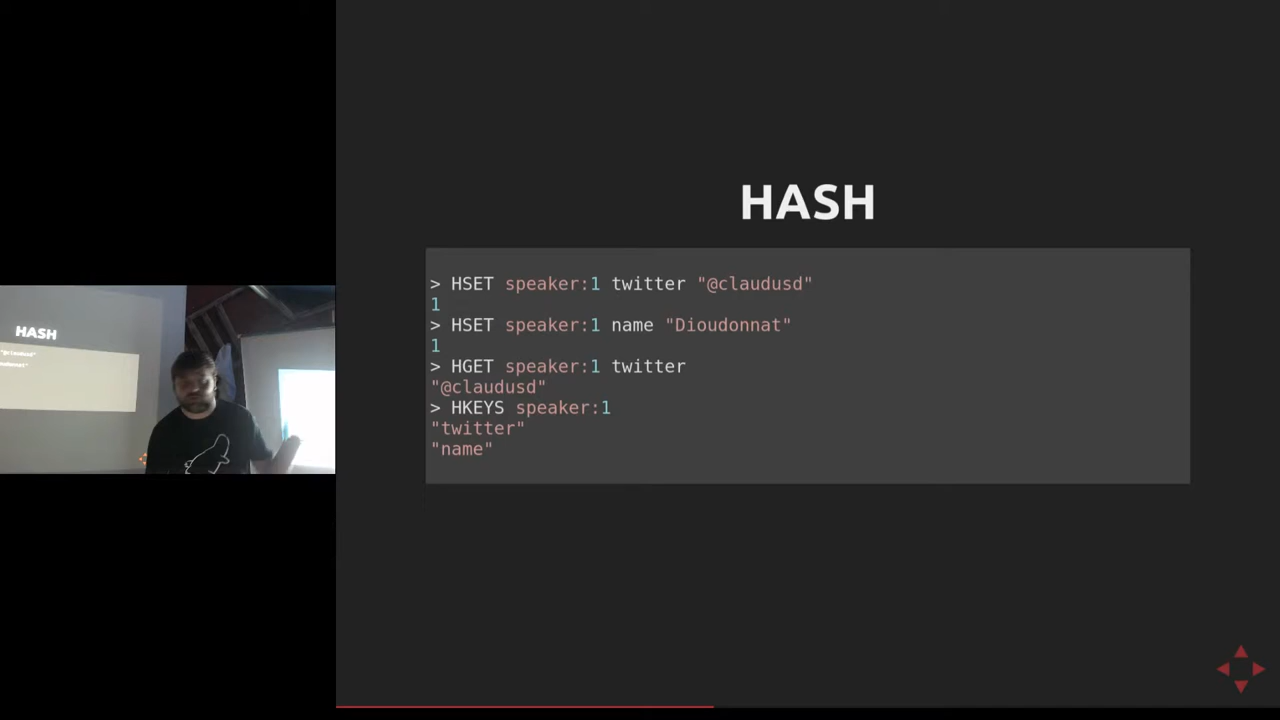 HASH
> HSET speaker:1 twitter "@claudusd"
1
> HSET speaker:1 name "Dioudonnat"
1
> HGET speaker:1 twitter
"@claudusd"
> HKEYS speaker:1
"twitter"
"name"
HASH